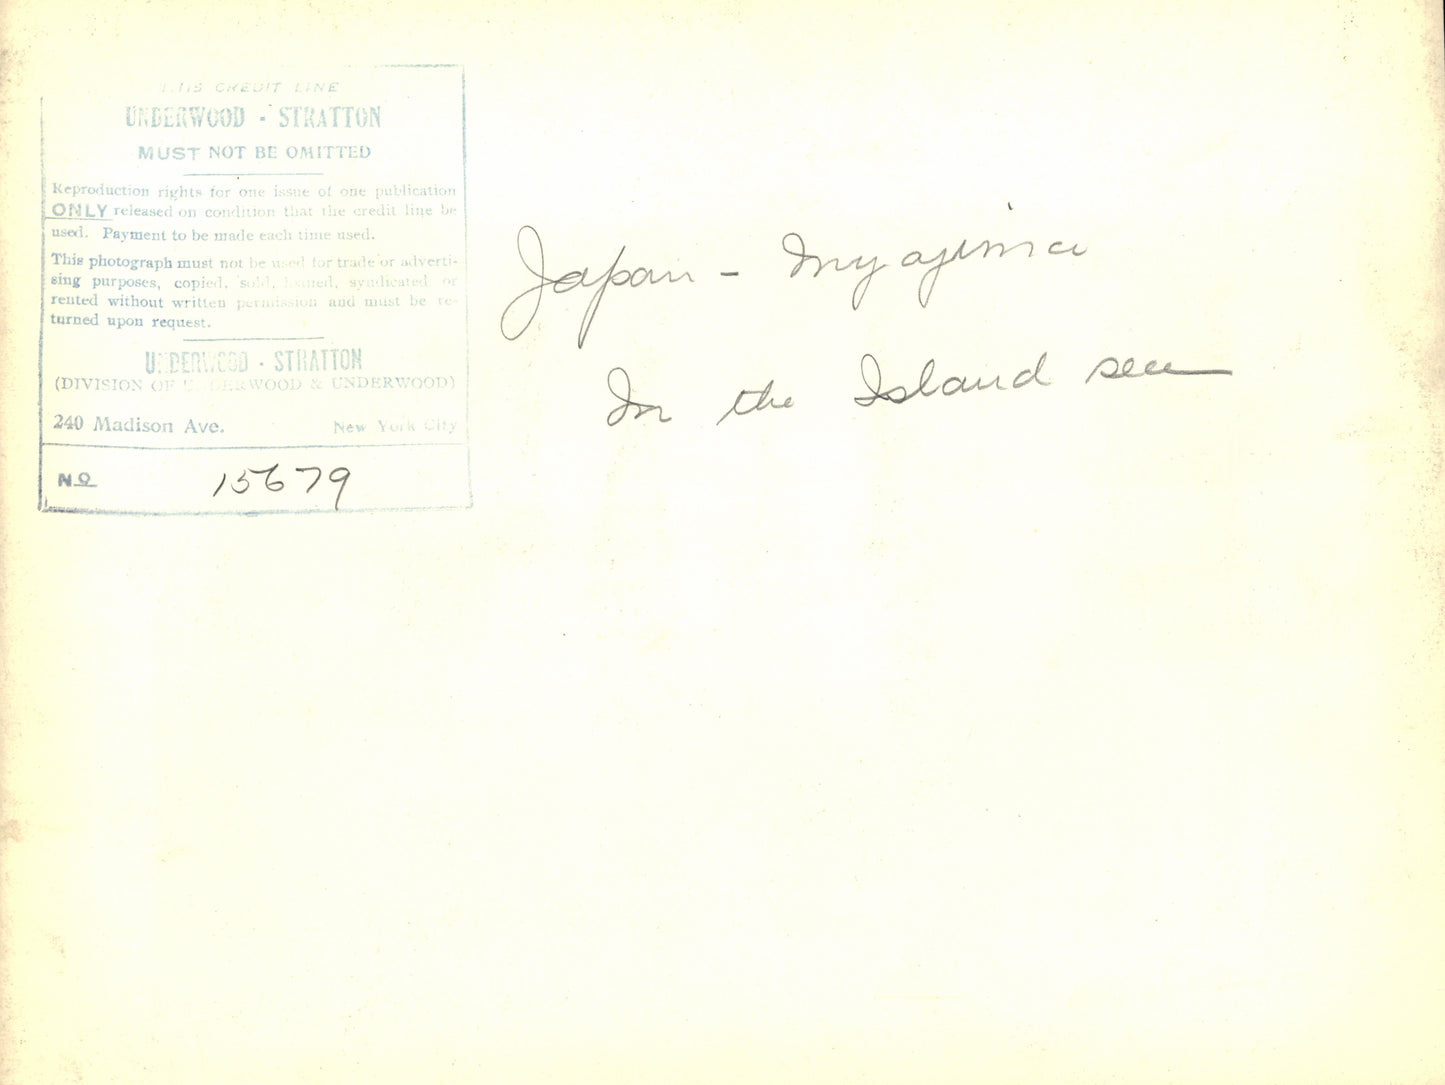 THIS CREDIT LINE
UNDERWOOD - STRATTON
MUST NOT BE OMITTED
Reproduction rights for one issue of one publication
ONLY released on condition that the credit line be
used. Payment to be made each time used.
This photograph must not be used for trade or adverti-
sing purposes, copied, sold, loaned, syndicated or
rented without written permission and must be re-
turned upon request.
UNDERWOOD - STRATTON
(DIVISION OF UNDERWOOD & UNDERWOOD)
240 Madison Ave. New York City
No 15679
Japan - Myajima
In the Island sea